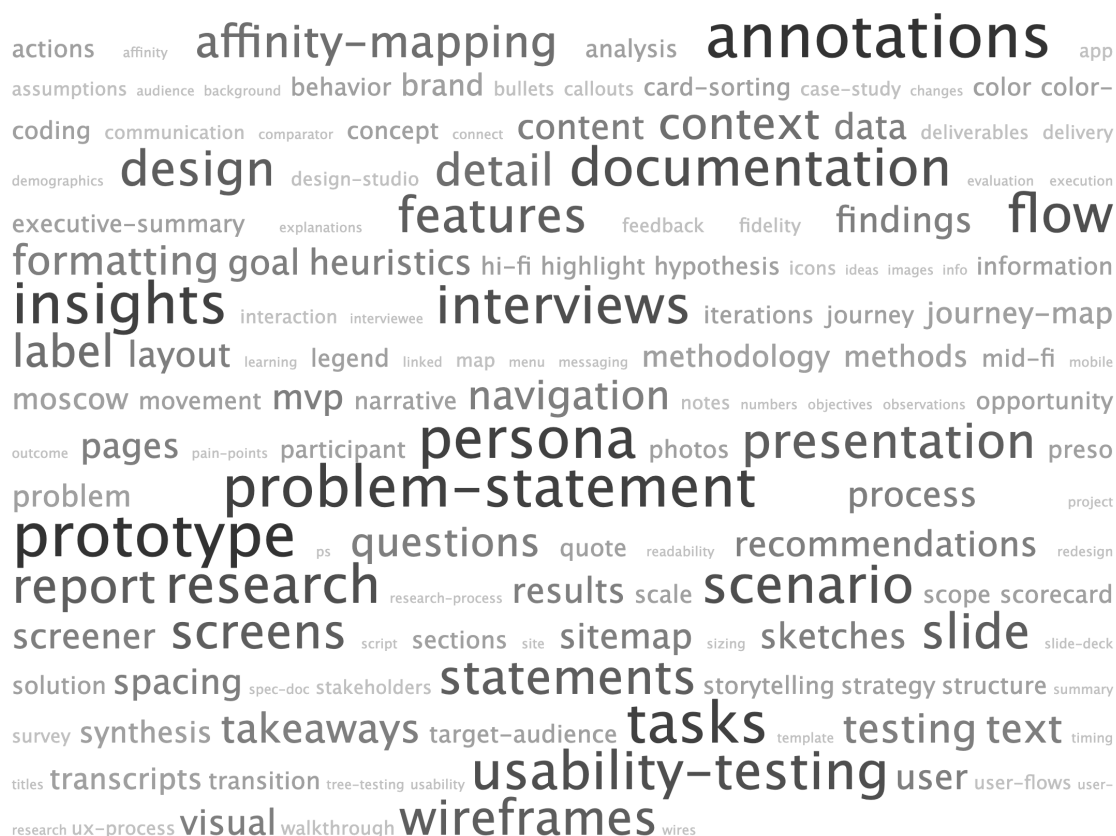 actions affinity affinity-mapping analysis annotations app
assumptions audience background behavior brand bullets callouts card-sorting case-study changes color color-
coding communication comparator concept connect content context data deliverables delivery
demographics design design-studio detail documentation evaluation execution
executive-summary explanations features feedback fidelity findings flow
formatting goal heuristics hi-fi highlight hypothesis icons ideas images info information
insights interaction interviewee interviews iterations journey journey-map
label layout learning legend linked map menu messaging methodology methods mid-fi mobile
moscow movement mvp narrative navigation notes numbers objectives observations opportunity
outcome pages pain-points participant persona photos presentation preso
problem problem-statement process project
prototype ps questions quote readability recommendations redesign
report research research-process results scale scenario scope scorecard
screener screens script sections site sitemap sizing sketches slide slide-deck
solution spacing spec-doc stakeholders statements storytelling strategy structure summary
survey synthesis takeaways target-audience tasks template testing text timing
titles transcripts transition tree-testing usability usability-testing user user-flows user-
research ux-process visual walkthrough wireframes wires